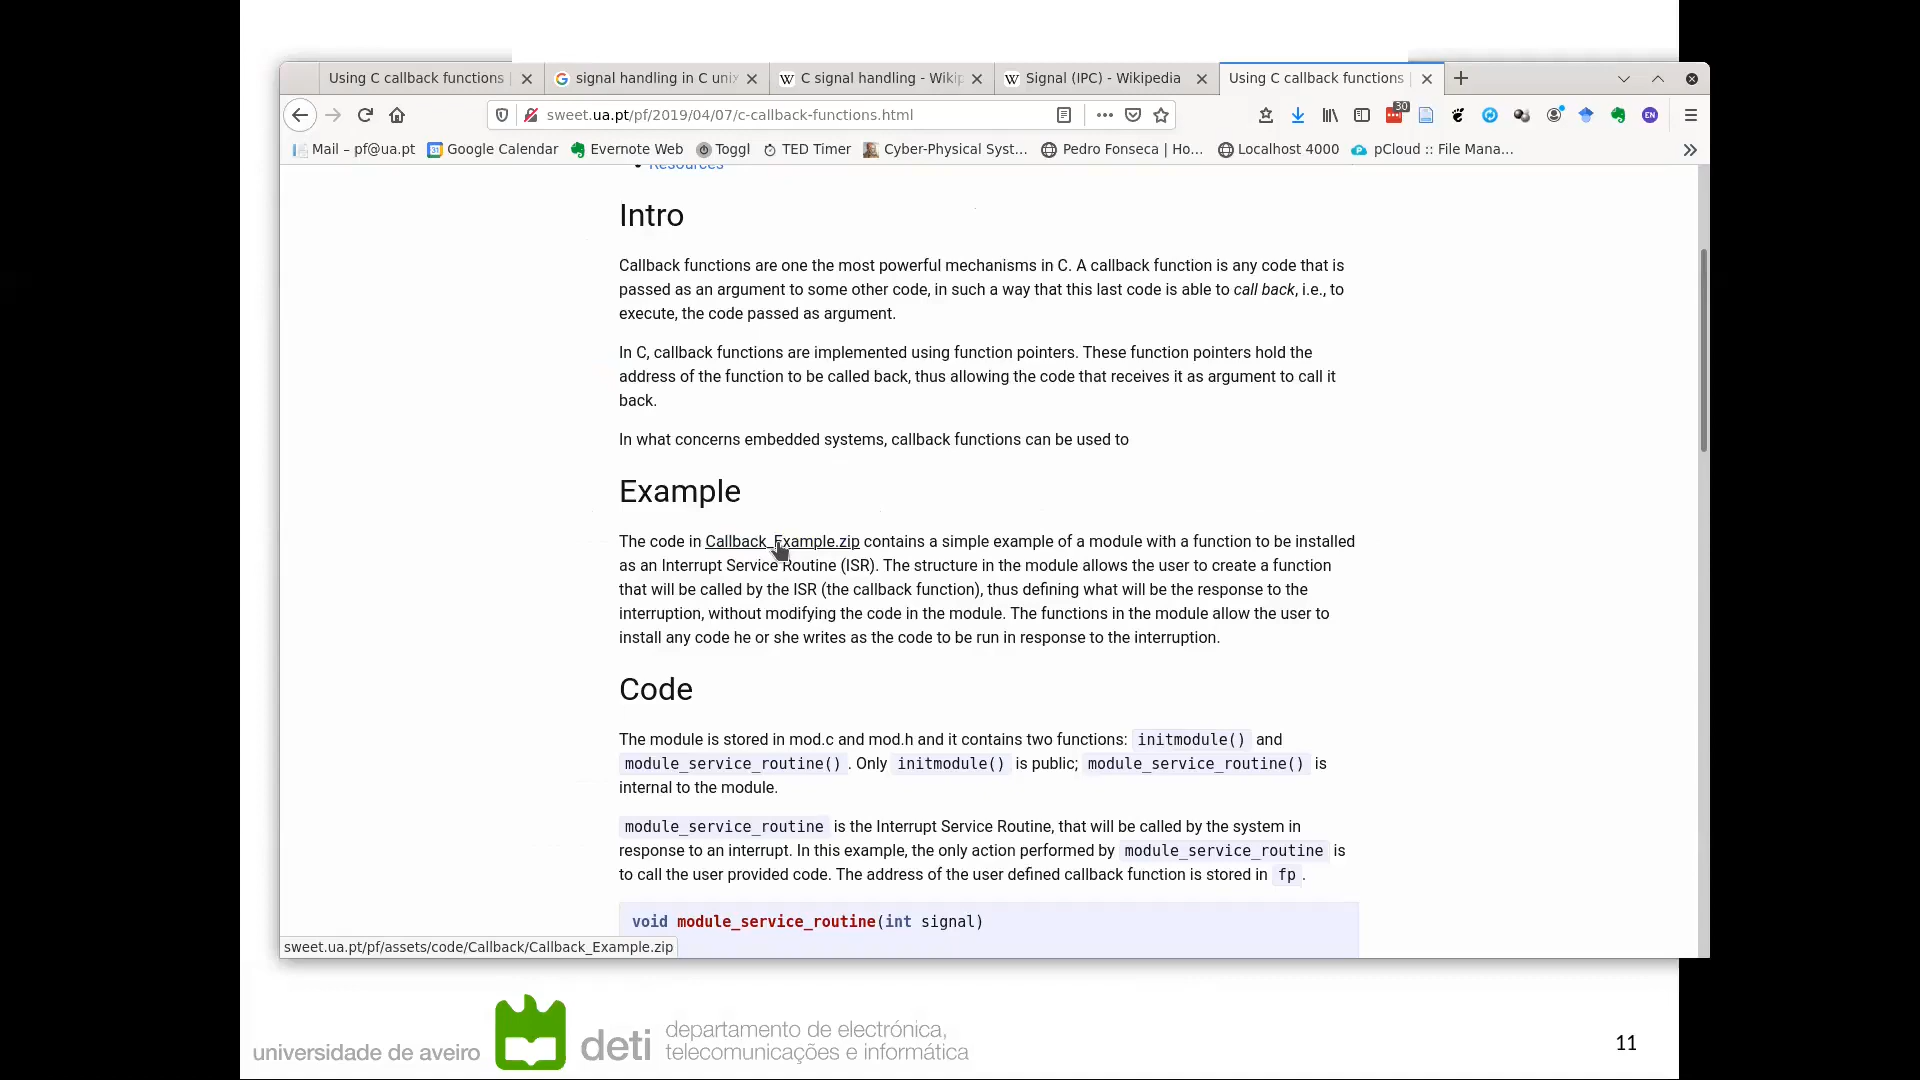 Using C callback functions
signal handling in C unix
C signal handling - Wikip
Signal (IPC) - Wikipedia
Using C callback functions
sweet.ua.pt/pf/2019/04/07/c-callback-functions.html
30
EN
Mail – pf@ua.pt
31
Google Calendar
Evernote Web
Toggl
TED Timer
Cyber-Physical Syst...
Pedro Fonseca | Ho...
Localhost 4000
pCloud :: File Mana...
Resources
Intro
Callback functions are one the most powerful mechanisms in C. A callback function is any code that is
passed as an argument to some other code, in such a way that this last code is able to call back, i.e., to
execute, the code passed as argument.
In C, callback functions are implemented using function pointers. These function pointers hold the
address of the function to be called back, thus allowing the code that receives it as argument to call it
back.
In what concerns embedded systems, callback functions can be used to
Example
The code in Callback_Example.zip contains a simple example of a module with a function to be installed
as an Interrupt Service Routine (ISR). The structure in the module allows the user to create a function
that will be called by the ISR (the callback function), thus defining what will be the response to the
interruption, without modifying the code in the module. The functions in the module allow the user to
install any code he or she writes as the code to be run in response to the interruption.
Code
The module is stored in mod.c and mod.h and it contains two functions: initmodule() and
module_service_routine() . Only initmodule() is public; module_service_routine() is
internal to the module.
module_service_routine is the Interrupt Service Routine, that will be called by the system in
response to an interrupt. In this example, the only action performed by module_service_routine is
to call the user provided code. The address of the user defined callback function is stored in fp .
void module_service_routine(int signal)
sweet.ua.pt/pf/assets/code/Callback/Callback_Example.zip
universidade de aveiro
deti
departamento de electrónica,
telecomunicações e informática
11